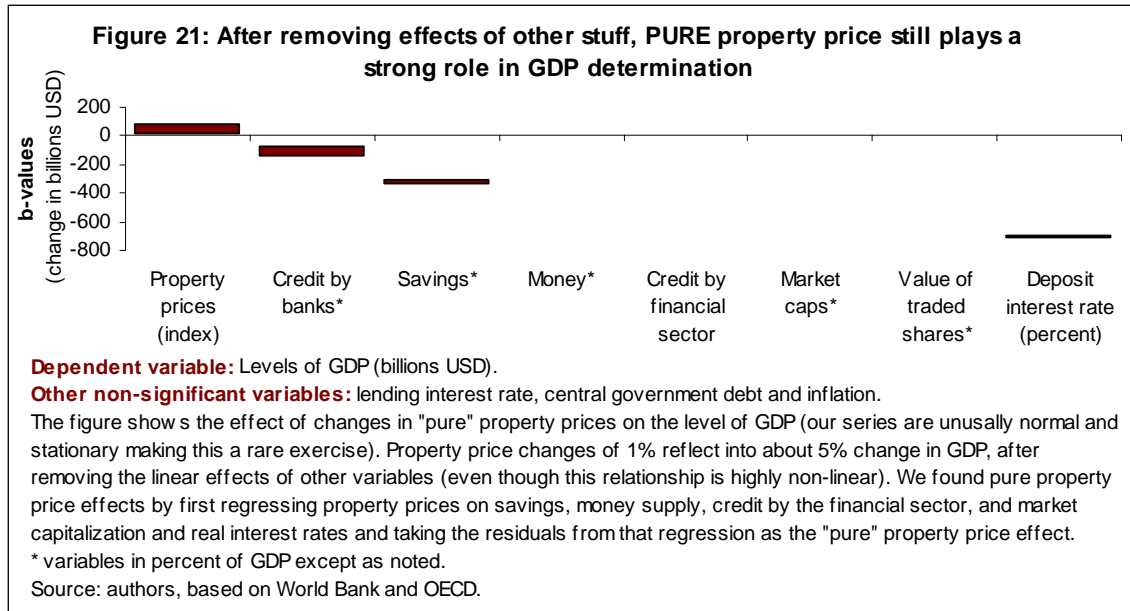 Figure 21: After removing effects of other stuff, PURE property price still plays a
strong role in GDP determination
b-values
(change in billions USD)
200
0
-200
-400
-600
-800
Property
prices
(index)
Credit by
banks*
Savings*
Money*
Credit by
financial
sector
Market
caps*
Value of
traded
shares*
Deposit
interest rate
(percent)
Dependent variable: Levels of GDP (billions USD).
Other non-significant variables: lending interest rate, central government debt and inflation.
The figure shows the effect of changes in "pure" property prices on the level of GDP (our series are unusally normal and
stationary making this a rare exercise). Property price changes of 1% reflect into about 5% change in GDP, after
removing the linear effects of other variables (even though this relationship is highly non-linear). We found pure property
price effects by first regressing property prices on savings, money supply, credit by the financial sector, and market
capitalization and real interest rates and taking the residuals from that regression as the "pure" property price effect.
* variables in percent of GDP except as noted.
Source: authors, based on World Bank and OECD.